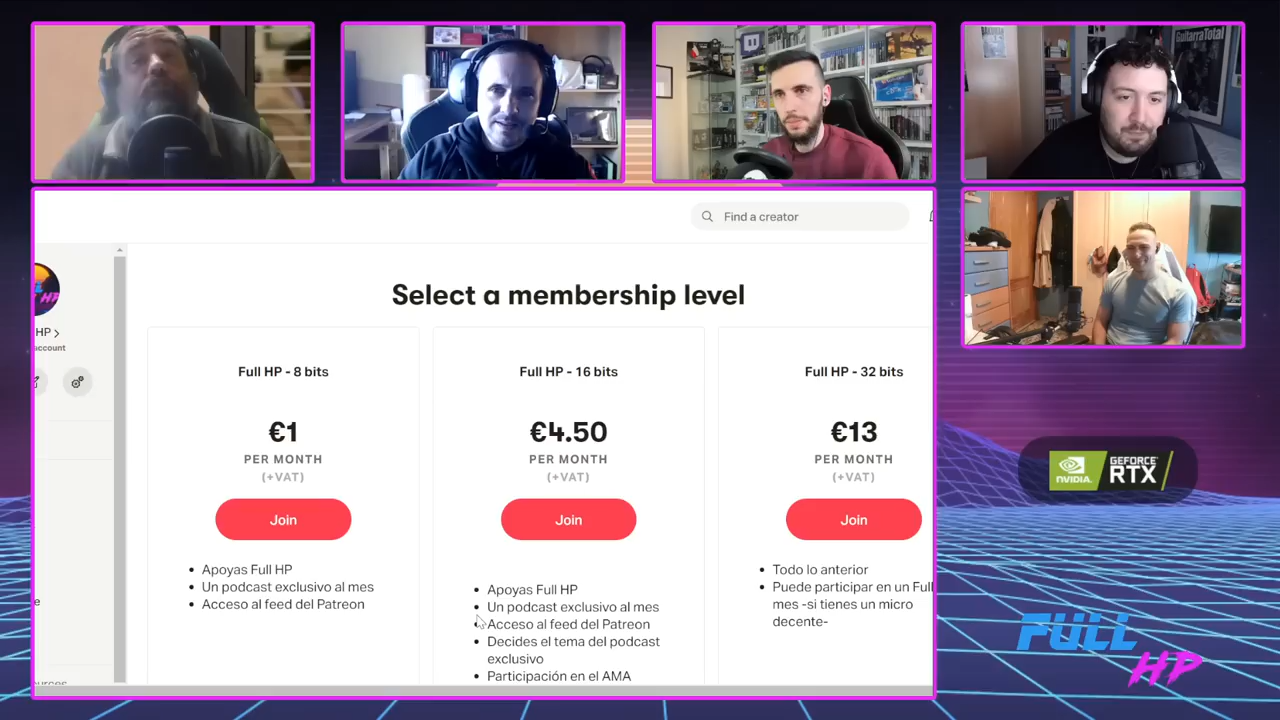 GuitarraTotal
Find a creator
Select a membership level
HP
account
Full HP - 8 bits
€1
PER MONTH
(+VAT)
Join
Apoyas Full HP
Un podcast exclusivo al mes
Acceso al feed del Patreon
Full HP - 16 bits
€4.50
PER MONTH
(+VAT)
Join
Apoyas Full HP
Un podcast exclusivo al mes
Acceso al feed del Patreon
Decides el tema del podcast
exclusivo
Participación en el AMA
Full HP - 32 bits
€13
PER MONTH
(+VAT)
Join
Todo lo anterior
Puede participar en un Full
mes -si tienes un micro
decente-
NVIDIA.
GEFORCE
RTX
FULL
HP